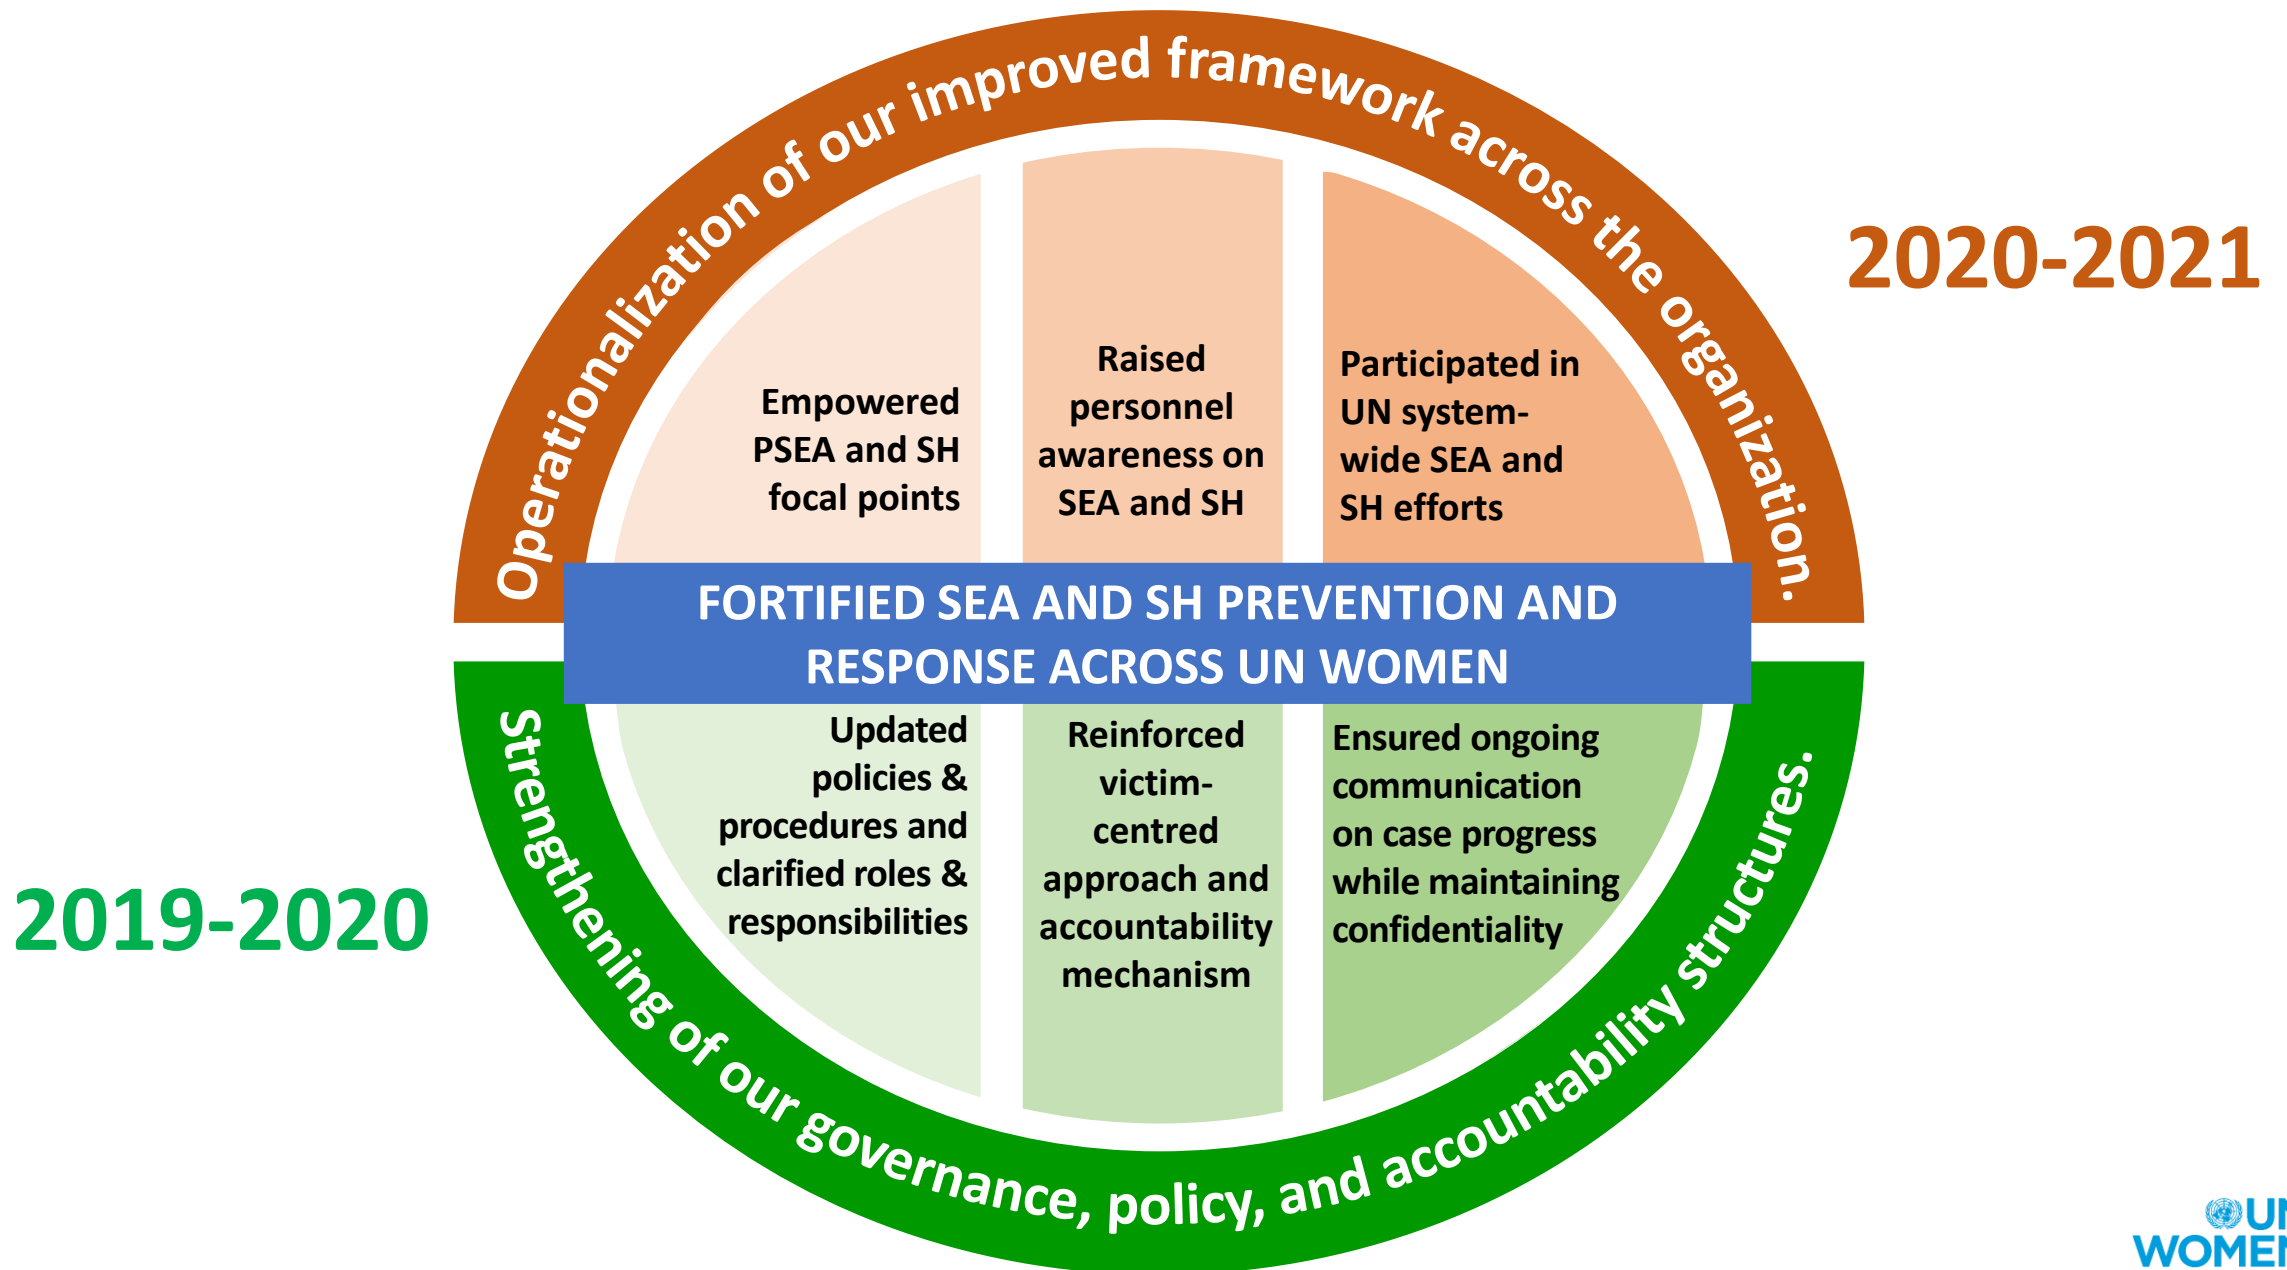 Operationalization of our improved framework across the organization.
2020-2021
Empowered
PSEA and SH
focal points
Raised
personnel
awareness on
SEA and SH
Participated in
UN system-
wide SEA and
SH efforts
FORTIFIED SEA AND SH PREVENTION AND
RESPONSE ACROSS UN WOMEN
Updated
policies &
procedures and
clarified roles &
responsibilities
Reinforced
victim-
centred
approach and
accountability
mechanism
Ensured ongoing
communication
on case progress
while maintaining
confidentiality
2019-2020
Strengthening of our governance, policy, and accountability structures.
UN
WOMEN